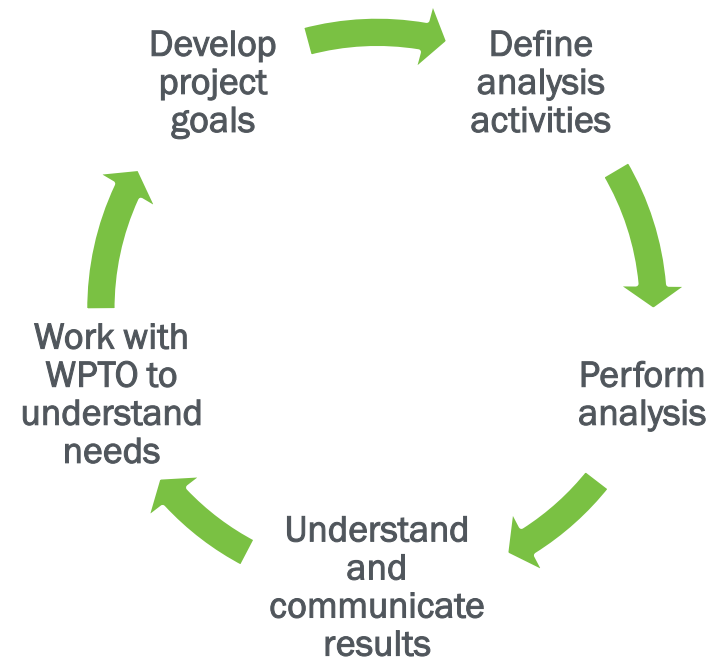 Develop
project
goals
Define
analysis
activities
Perform
analysis
Understand
and
communicate
results
Work with
WPTO to
understand
needs